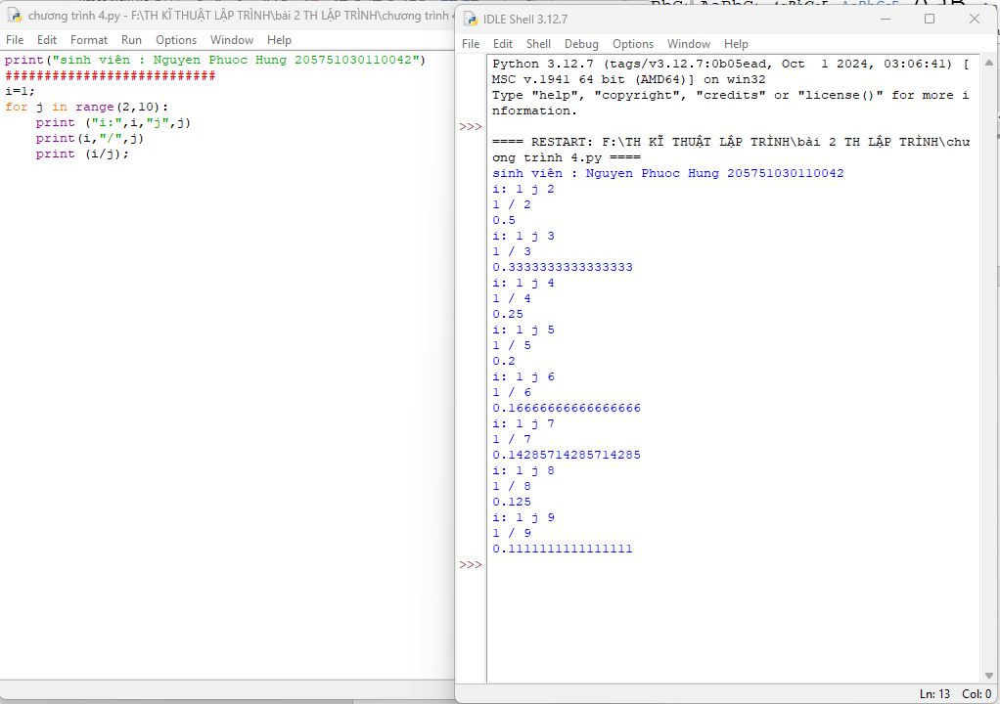 chương trình 4.py - F:\TH KĨ THUẬT LẬP TRÌNH\bài 2 TH LẬP TRÌNH\chương trình 4
File Edit Format Run Options Window Help
print("sinh viên : Nguyen Phuoc Hung 205751030110042")
###########################
i=1;
for j in range(2,10):
    print ("i:",i,"j",j)
    print(i,"/",j)
    print (i/j);
IDLE Shell 3.12.7
File Edit Shell Debug Options Window Help
Python 3.12.7 (tags/v3.12.7:0b05ead, Oct  1 2024, 03:06:41) [
MSC v.1941 64 bit (AMD64)] on win32
Type "help", "copyright", "credits" or "license()" for more i
nformation.
>>>
==== RESTART: F:\TH KĨ THUẬT LẬP TRÌNH\bài 2 TH LẬP TRÌNH\chư
ơng trình 4.py ====
sinh viên : Nguyen Phuoc Hung 205751030110042
i: 1 j 2
1 / 2
0.5
i: 1 j 3
1 / 3
0.3333333333333333
i: 1 j 4
1 / 4
0.25
i: 1 j 5
1 / 5
0.2
i: 1 j 6
1 / 6
0.16666666666666666
i: 1 j 7
1 / 7
0.14285714285714285
i: 1 j 8
1 / 8
0.125
i: 1 j 9
1 / 9
0.1111111111111111
>>>
Ln: 13 Col: 0